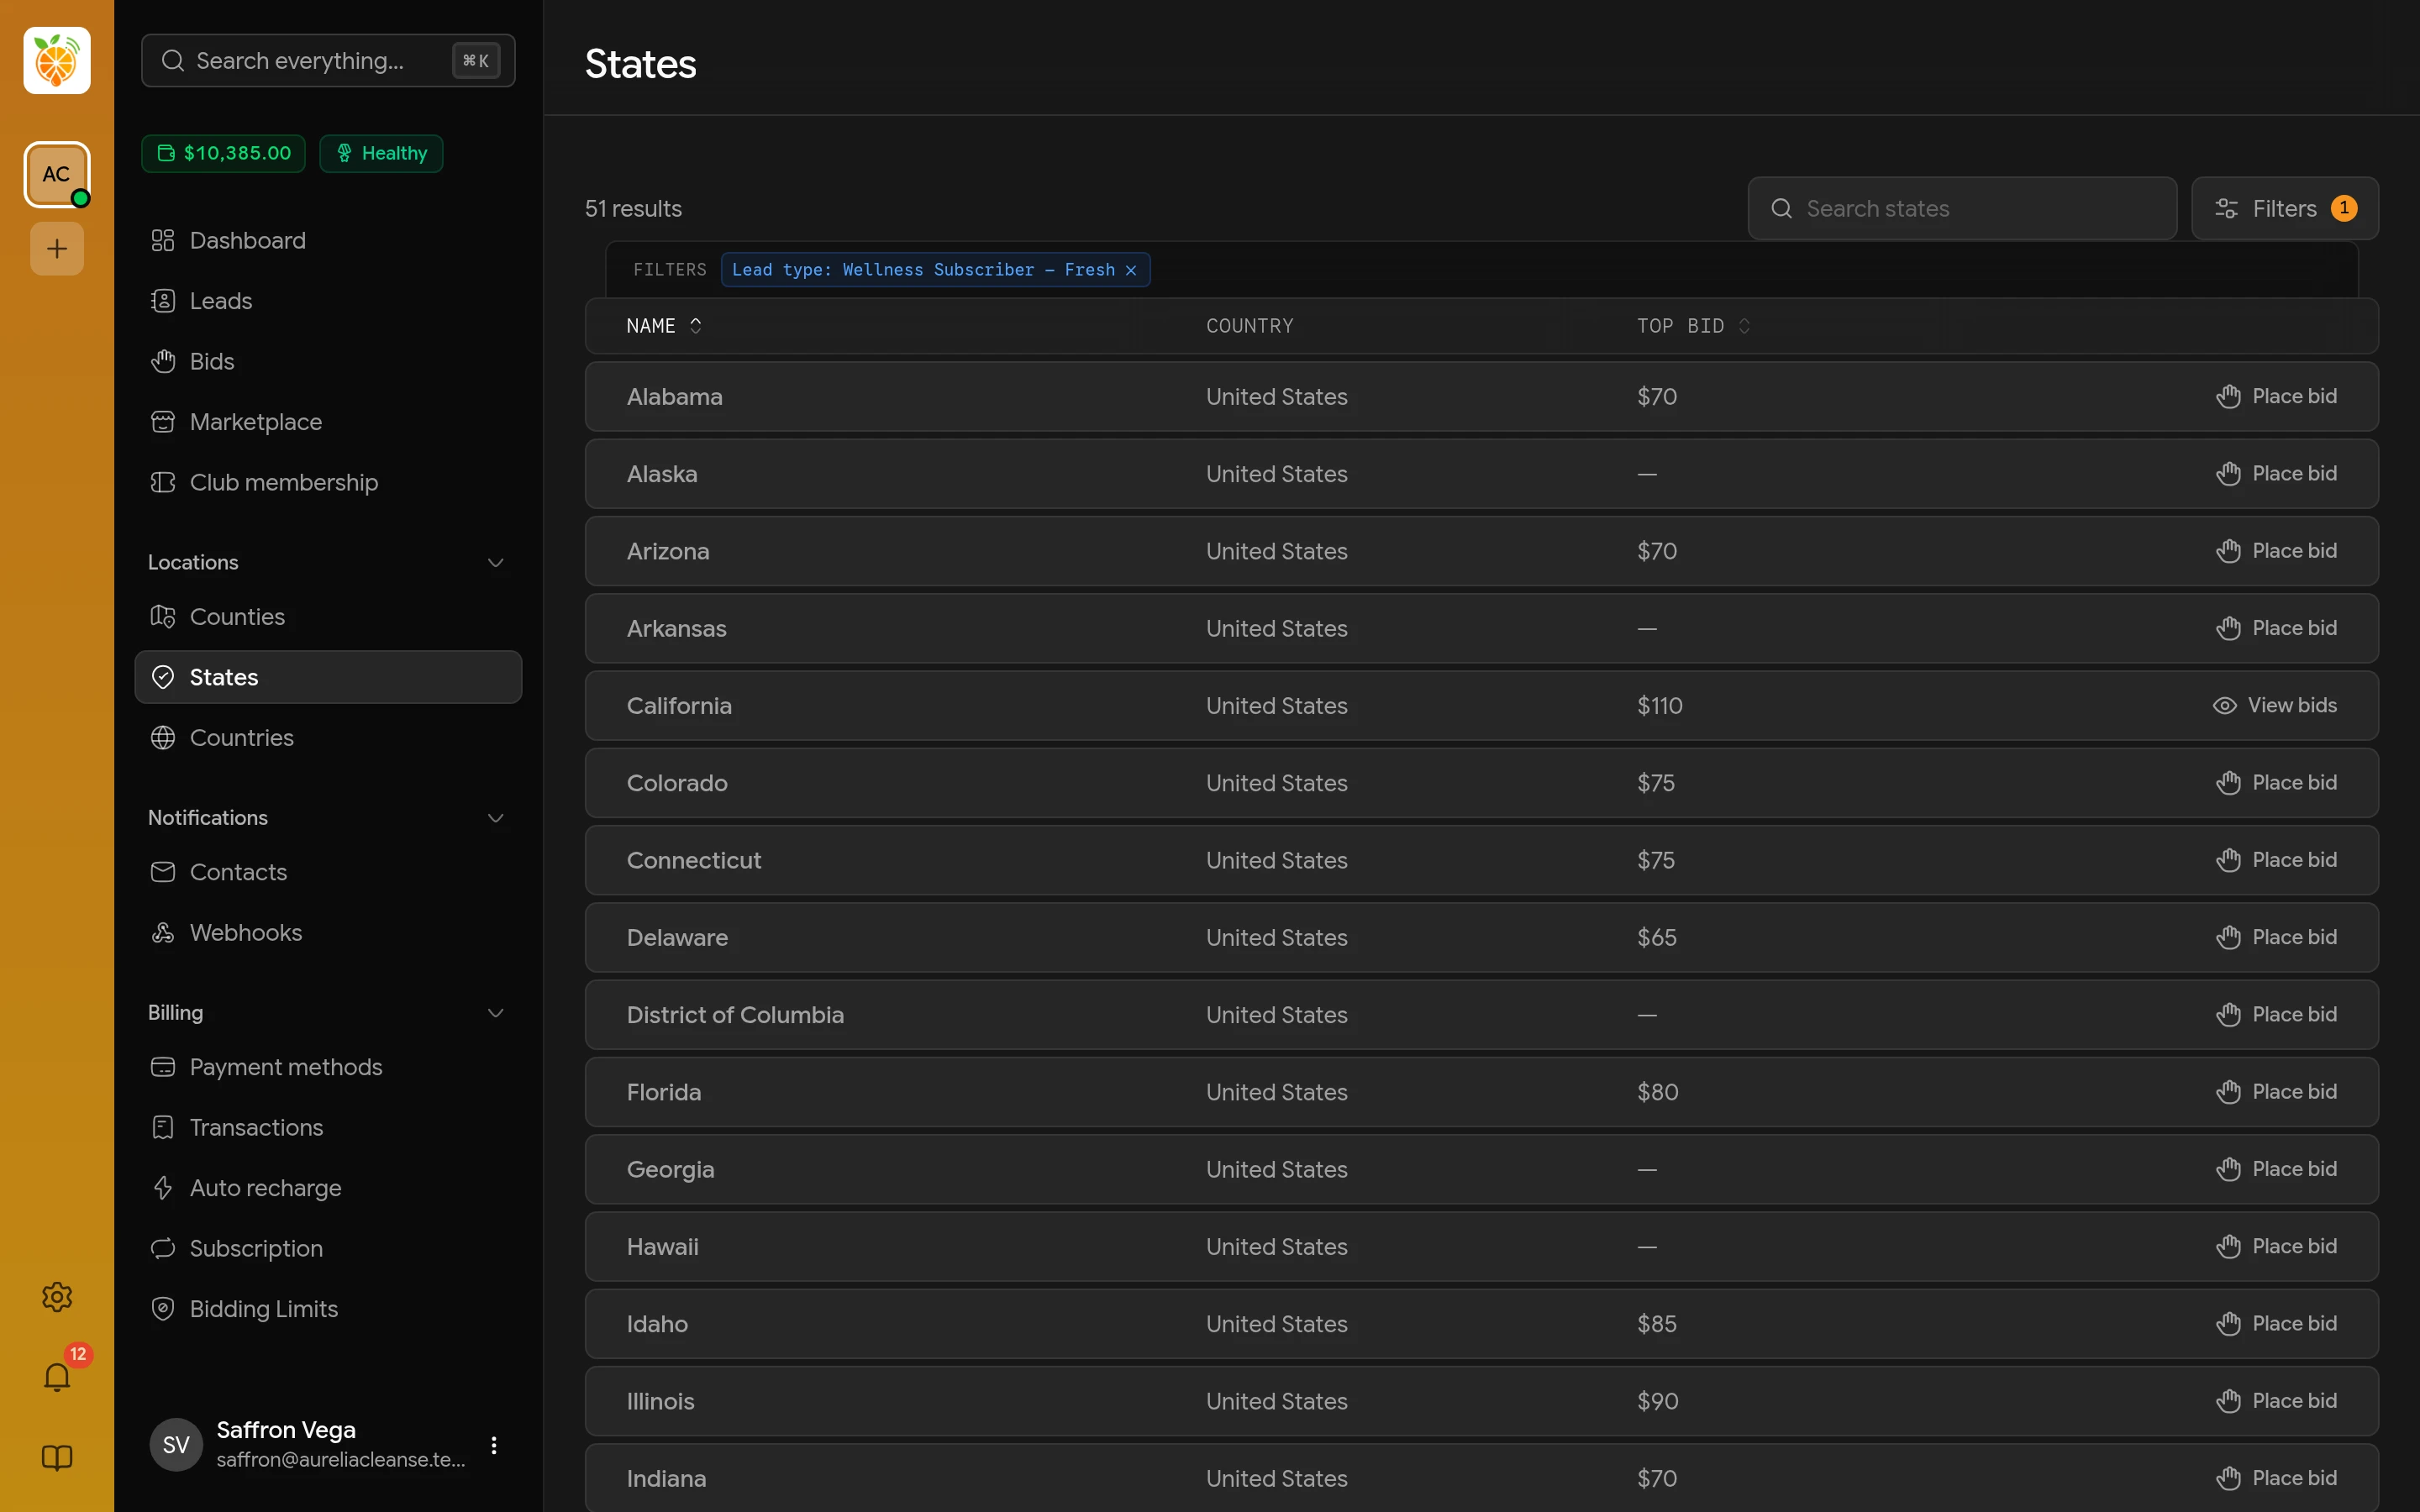 AC
12
Search everything...
⌘K
$10,385.00
Healthy
Dashboard
Leads
Bids
Marketplace
Club membership
Locations
Counties
States
Countries
Notifications
Contacts
Webhooks
Billing
Payment methods
Transactions
Auto recharge
Subscription
Bidding Limits
SV
Saffron Vega
saffron@aureliacleanse.te...
States
51 results
Search states
Filters 1
FILTERS Lead type: Wellness Subscriber – Fresh ×
NAME COUNTRY TOP BID
Alabama United States $70 Place bid
Alaska United States — Place bid
Arizona United States $70 Place bid
Arkansas United States — Place bid
California United States $110 View bids
Colorado United States $75 Place bid
Connecticut United States $75 Place bid
Delaware United States $65 Place bid
District of Columbia United States — Place bid
Florida United States $80 Place bid
Georgia United States — Place bid
Hawaii United States — Place bid
Idaho United States $85 Place bid
Illinois United States $90 Place bid
Indiana United States $70 Place bid